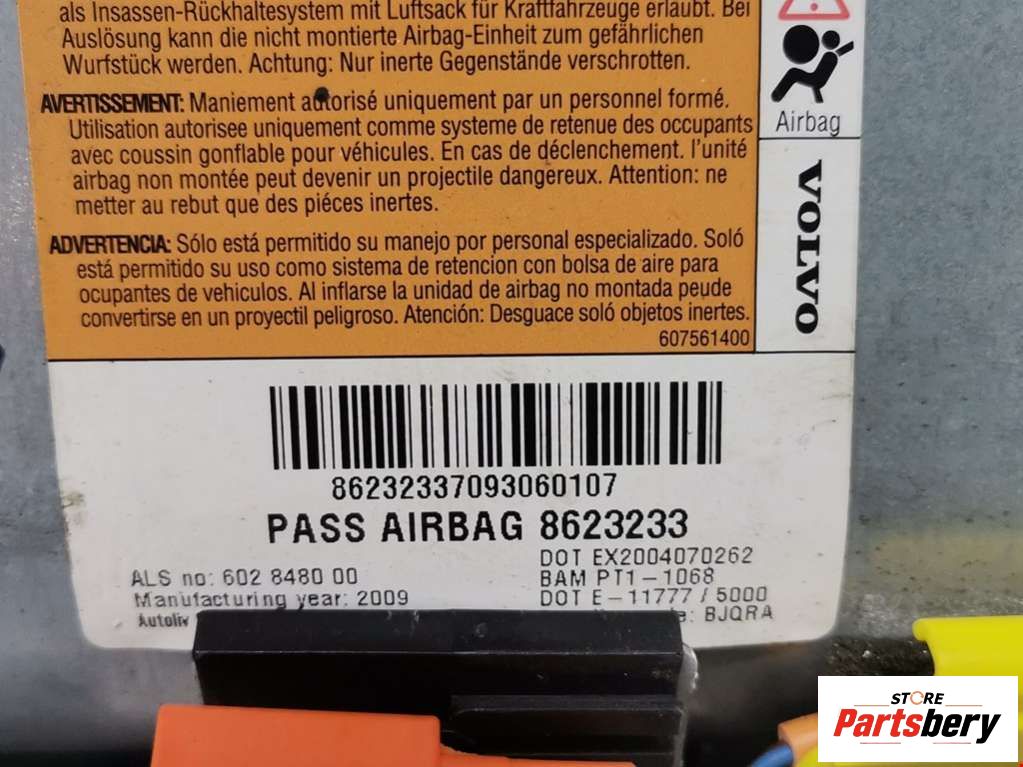 als Insassen-Rückhaltesystem mit Luftsack für Kraftfahrzeuge erlaubt. Bei
Auslösung kann die nicht montierte Airbag-Einheit zum gefährlichen
Wurfstück werden. Achtung: Nur inerte Gegenstände verschrotten.
AVERTISSEMENT: Maniement autorisé uniquement par un personnel formé.
Utilisation autorisee uniquement comme systeme de retenue des occupants
avec coussin gonflable pour véhicules. En cas de déclenchement. l'unité
airbag non montée peut devenir un projectile dangereux. Attention: ne
metter au rebut que des piéces inertes.
ADVERTENCIA: Sólo está permitido su manejo por personal especializado. Soló
está permitido su uso como sistema de retencion con bolsa de aire para
ocupantes de vehiculos. Al inflarse la unidad de airbag no montada peude
convertirse en un proyectil peligroso. Atención: Desguace soló objetos inertes.
607561400
Airbag
VOLVO
86232337093060107
PASS AIRBAG 8623233
DOT EX2004070262
ALS no: 602 8480 00
BAM PT1-1068
Manufacturing year: 2009
DOT E-11777 / 5000
Autoliv
BJQRA
STORE
Partsbery